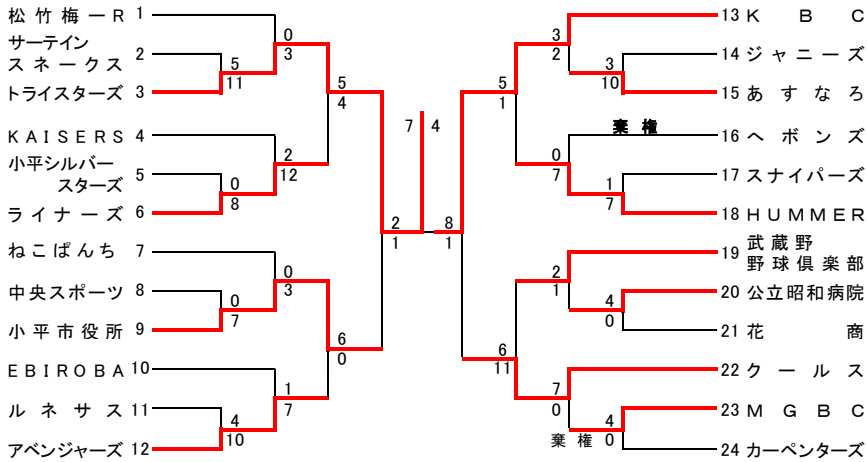 松竹梅一R 1
サーテイン
スネークス 2
トライスターズ 3
KAISERS 4
小平シルバー
スターズ 5
ライナーズ 6
ねこぱんち 7
中央スポーツ 8
小平市役所 9
EBIROBA 10
ルネサス 11
アベンジャーズ 12
0
3
5
11
5
4
2
12
0
8
0
3
0
7
6
0
1
7
4
10
2
1
7 4
8
1
5
1
3
2
3
10
棄権
0
7
1
7
2
1
4
0
6
11
7
0
4
棄権 0
13 KBC
14 ジャニーズ
15 あすなろ
16 ヘボンズ
17 スナイパーズ
18 HUMMER
19 武蔵野
野球倶楽部
20 公立昭和病院
21 花商
22 クールス
23 MGBC
24 カーペンターズ